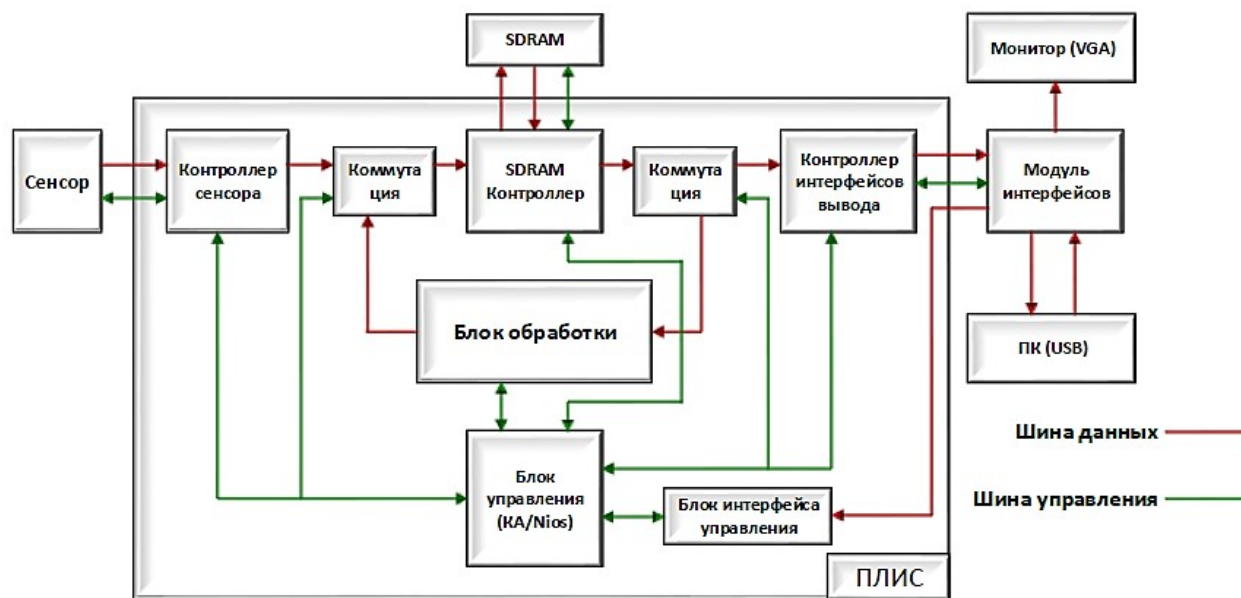 SDRAM
Монитор (VGA)
Сенсор
Контроллер
сенсора
Коммута
ция
SDRAM
Контроллер
Коммута
ция
Контроллер
интерфейсов
вывода
Модуль
интерфейсов
Блок обработки
ПК (USB)
Шина данных
Блок
управления
(КА/Nios)
Блок интерфейса
управления
Шина управления
ПЛИС